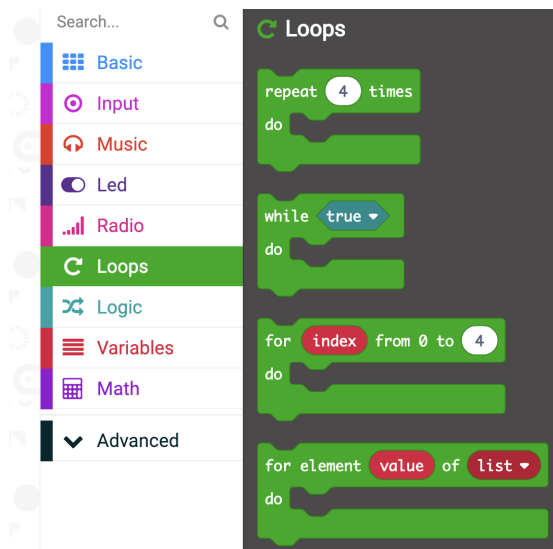 Search...
Basic
Input
Music
Led
Radio
Loops
Logic
Variables
Math
Advanced
Loops
repeat 4 times
do
while true
do
for index from 0 to 4
do
for element value of list
do